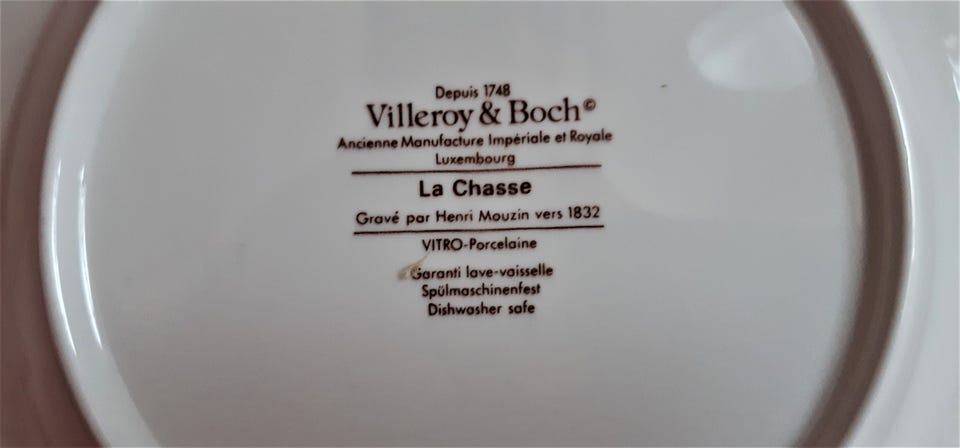 Depuis 1748
Villeroy & Boch©
Ancienne Manufacture Impériale et Royale
Luxembourg
La Chasse
Gravé par Henri Mouzin vers 1832
VITRO-Porcelaine
Garanti lave-vaisselle
Spülmaschinenfest
Dishwasher safe